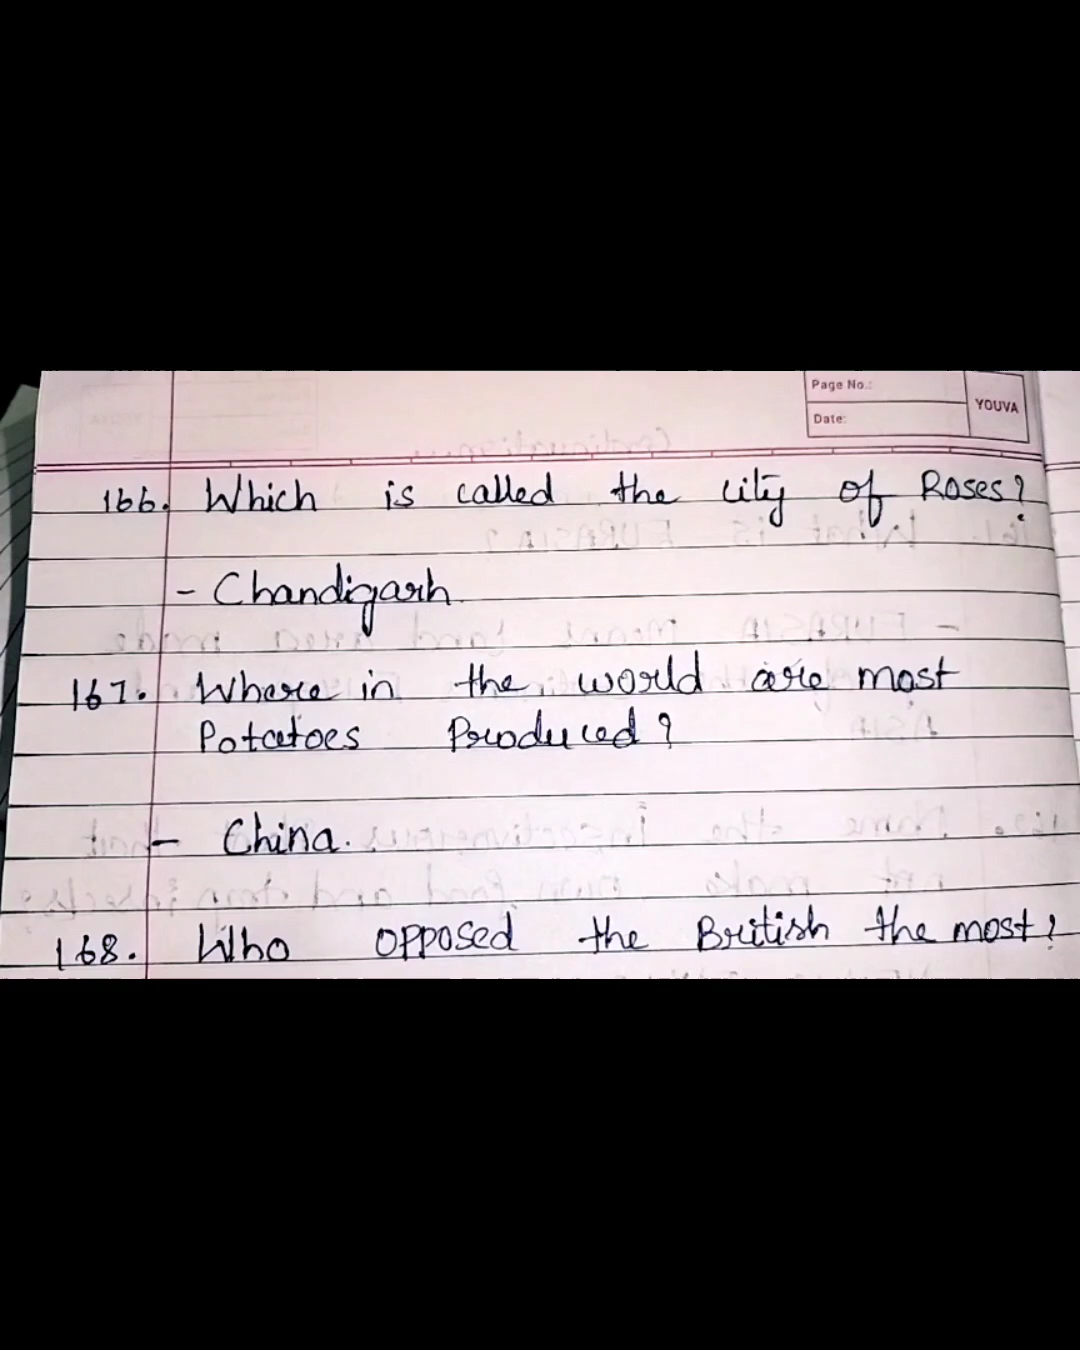 Page No.:
Date:
YOUVA
166. Which is called the city of Roses?
- Chandigarh.
167. Where in the world are most
Potatoes Produced?
- China.
168. Who opposed the British the most?